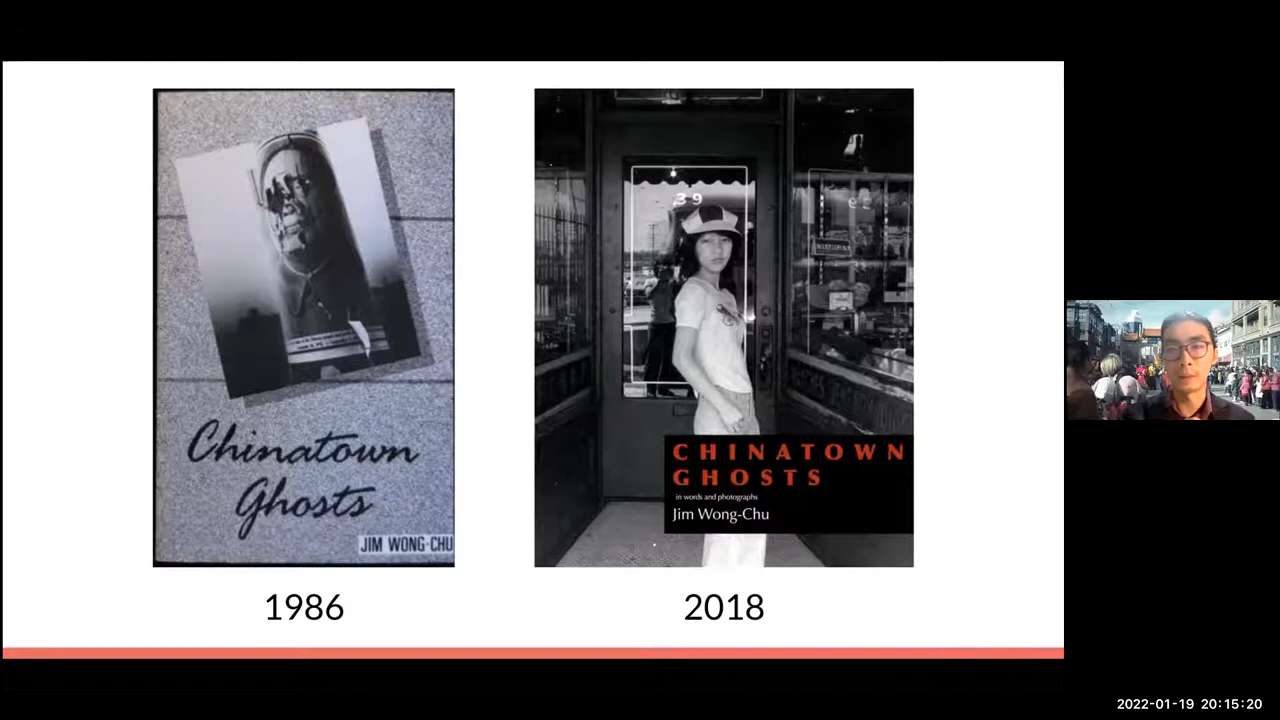 Chinatown
Ghosts
JIM WONG-CHU
1986
39
CHINATOWN
GHOSTS
in words and photographs
Jim Wong-Chu
2018
2022-01-19 20:15:20